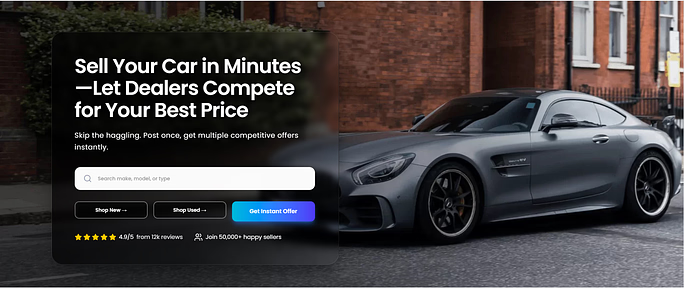 Sell Your Car in Minutes
—Let Dealers Compete
for Your Best Price
Skip the haggling. Post once, get multiple competitive offers
instantly.
Search make, model, or type
Shop New →
Shop Used →
Get Instant Offer
4.9/5 from 12k reviews
Join 50,000+ happy sellers